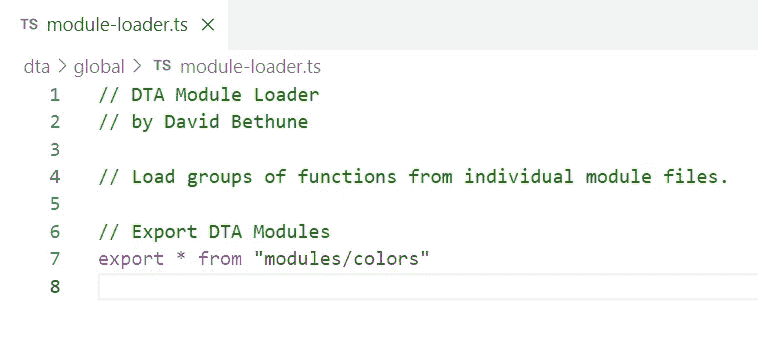 TS module-loader.ts ×
dta > global > TS module-loader.ts
1 // DTA Module Loader
2 // by David Bethune
3
4 // Load groups of functions from individual module files.
5
6 // Export DTA Modules
7 export * from "modules/colors"
8